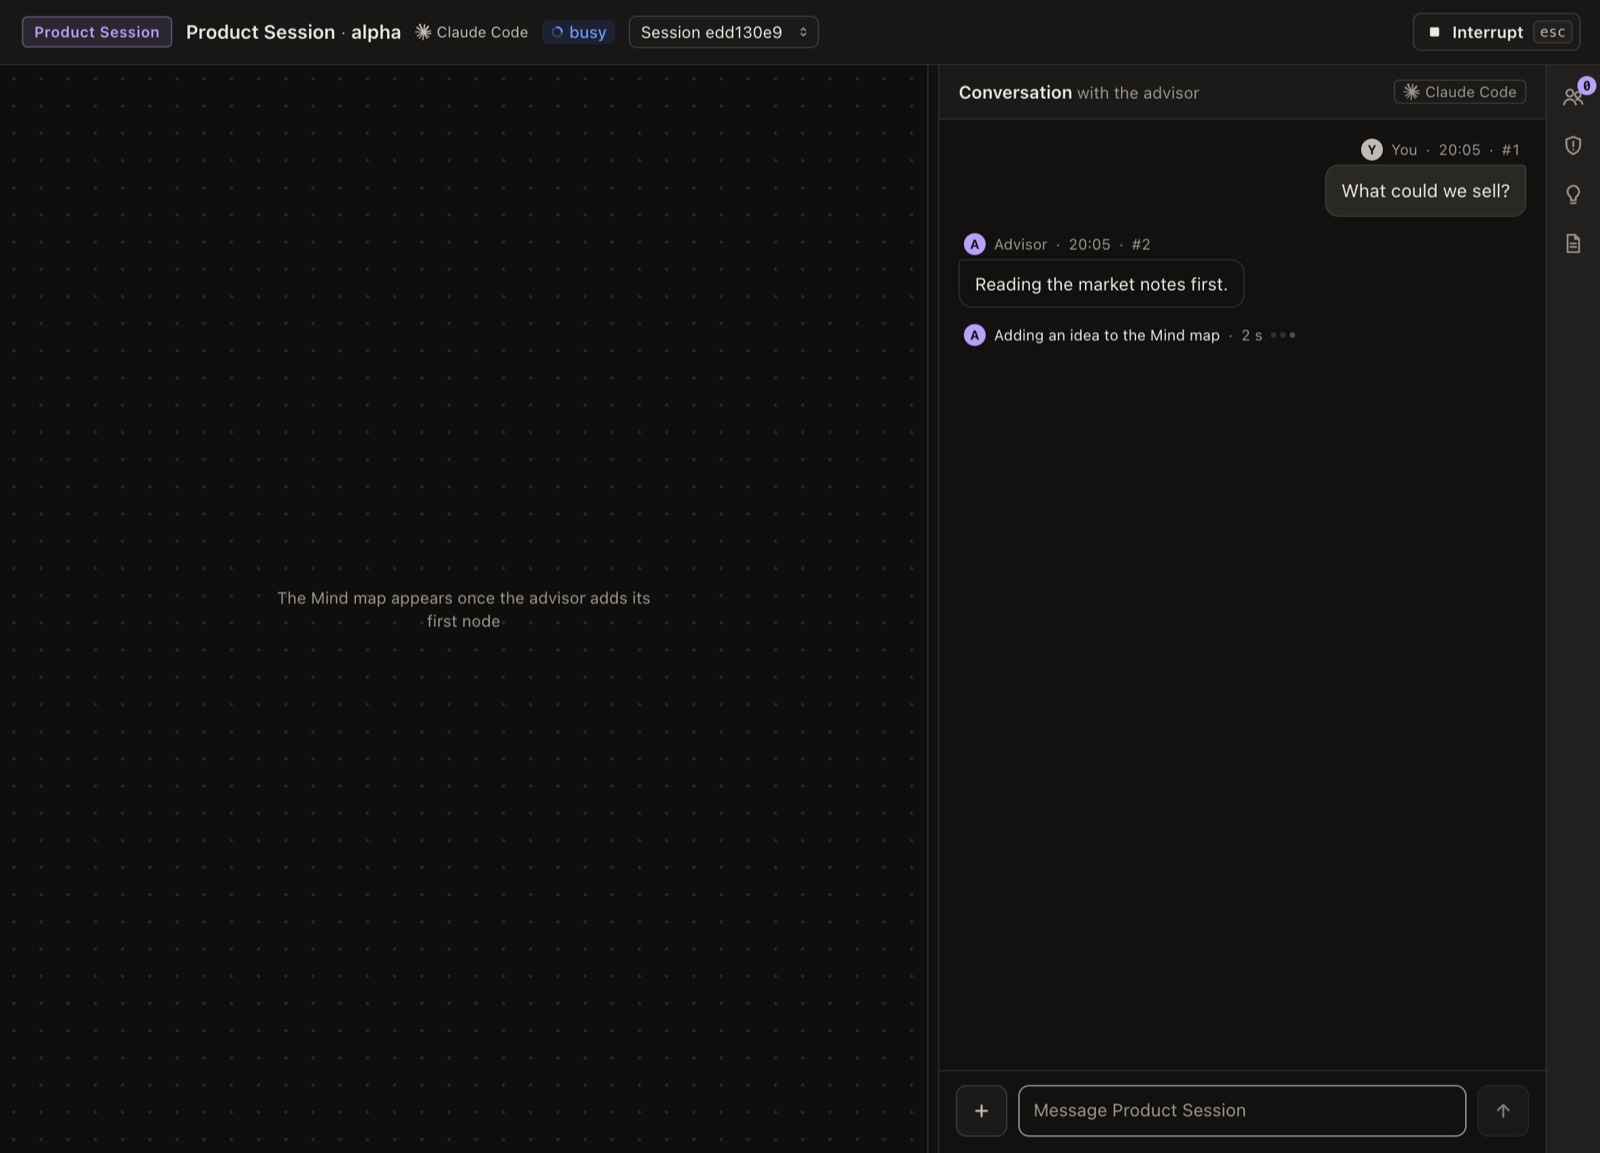 Product Session
Product Session · alpha
Claude Code
busy
Session edd130e9
Interrupt esc
Conversation with the advisor
Claude Code
0
Y You · 20:05 · #1
What could we sell?
A Advisor · 20:05 · #2
Reading the market notes first.
A Adding an idea to the Mind map · 2 s
The Mind map appears once the advisor adds its
first node
Message Product Session